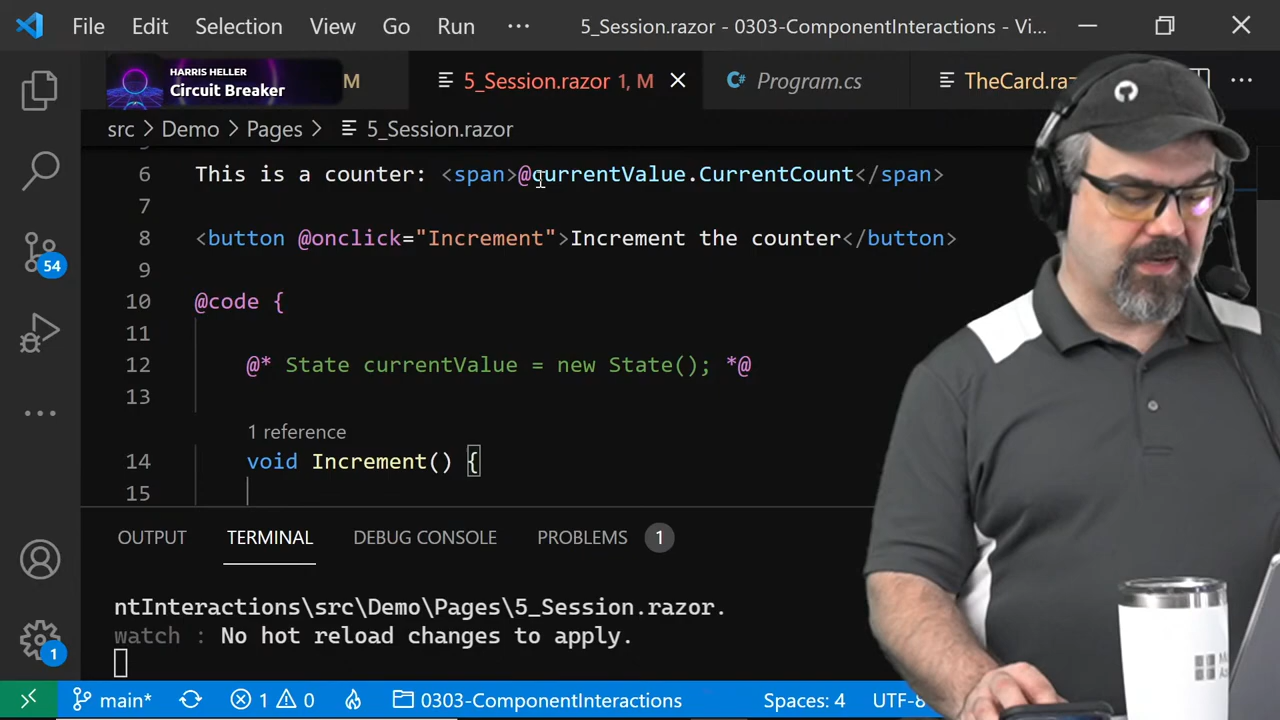 File Edit Selection View Go Run ··· 5_Session.razor - 0303-ComponentInteractions - Vi...
HARRIS HELLER
Circuit Breaker
M
5_Session.razor 1, M
Program.cs
TheCard.raz
src > Demo > Pages > 5_Session.razor
6 This is a counter: <span>@currentValue.CurrentCount</span>
7
8 <button @onclick="Increment">Increment the counter</button>
9
10 @code {
11
12 @* State currentValue = new State(); *@
13
1 reference
14 void Increment() {
15
54
OUTPUT TERMINAL DEBUG CONSOLE PROBLEMS 1
ntInteractions\src\Demo\Pages\5_Session.razor.
watch : No hot reload changes to apply.
1
main* 1 0 0303-ComponentInteractions Spaces: 4 UTF-8